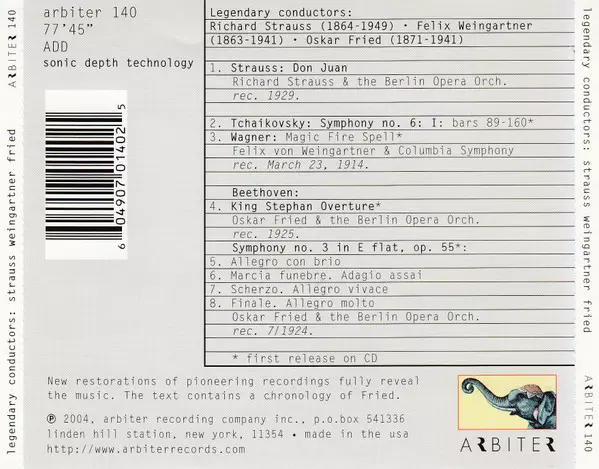 legendary conductors: strauss weingartner fried ARBITER 140
arbiter 140
77'45"
ADD
sonic depth technology
6 04907 01402 5
Legendary conductors:
Richard Strauss (1864-1949) · Felix Weingartner
(1863-1941) · Oskar Fried (1871-1941)
1. Strauss: Don Juan
Richard Strauss & the Berlin Opera Orch.
rec. 1929.
2. Tchaikovsky: Symphony no. 6: I: bars 89-160*
3. Wagner: Magic Fire Spell*
Felix von Weingartner & Columbia Symphony
rec. March 23, 1914.
Beethoven:
4. King Stephan Overture*
Oskar Fried & the Berlin Opera Orch.
rec. 1925.
Symphony no. 3 in E flat, op. 55*:
5. Allegro con brio
6. Marcia funebre. Adagio assai
7. Scherzo. Allegro vivace
8. Finale. Allegro molto
Oskar Fried & the Berlin Opera Orch.
rec. 7/1924.
* first release on CD
New restorations of pioneering recordings fully reveal
the music. The text contains a chronology of Fried.
℗ 2004, arbiter recording company inc., p.o.box 541336
linden hill station, new york, 11354 • made in the usa
http://www.arbiterrecords.com
ARBITER
legendary conductors: strauss weingartner fried ARBITER 140